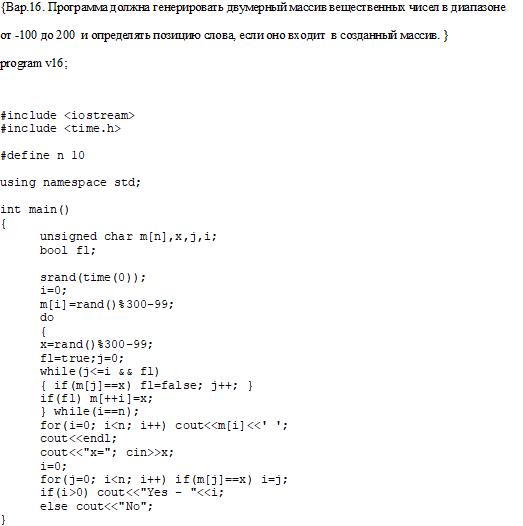 {Вар.16. Программа должна генерировать двумерный массив вещественных чисел в диапазоне
от -100 до 200 и определять позицию слова, если оно входит в созданный массив. }
program v16;
#include <iostream>
#include <time.h>
#define n 10
using namespace std;
int main()
{
unsigned char m[n],x,j,i;
bool fl;
srand(time(0));
i=0;
m[i]=rand()%300-99;
do
{
x=rand()%300-99;
fl=true;j=0;
while(j<=i && fl)
{ if(m[j]==x) fl=false; j++; }
if(fl) m[++i]=x;
} while(i==n);
for(i=0; i<n; i++) cout<<m[i]<<' ';
cout<<endl;
cout<<"x="; cin>>x;
i=0;
for(j=0; i<n; i++) if(m[j]==x) i=j;
if(i>0) cout<<"Yes - "<<i;
else cout<<"No";
}